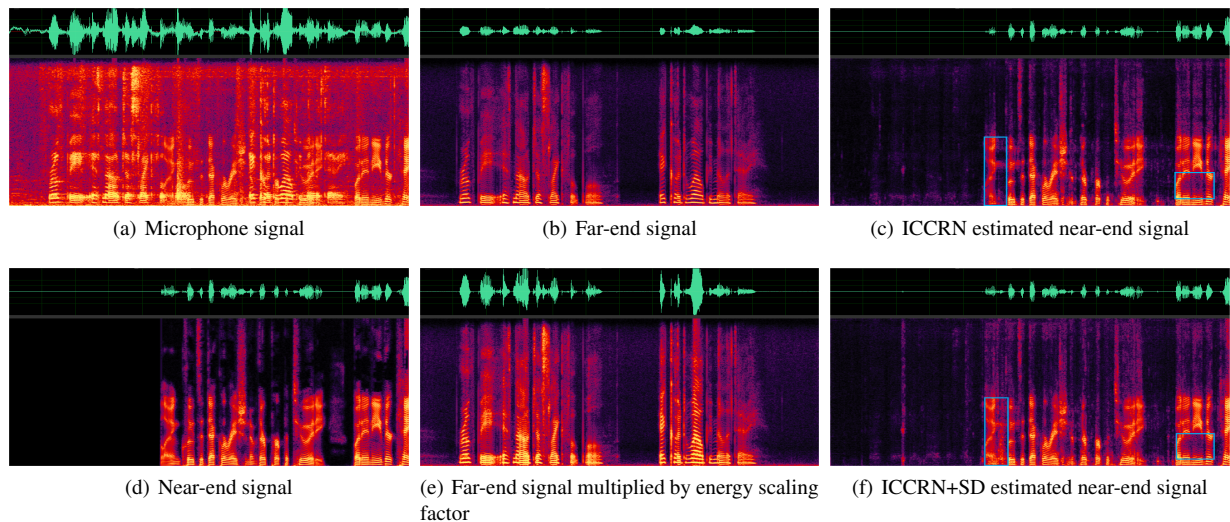 (a) Microphone signal
(b) Far-end signal
(c) ICCRN estimated near-end signal
(d) Near-end signal
(e) Far-end signal multiplied by energy scaling
factor
(f) ICCRN+SD estimated near-end signal